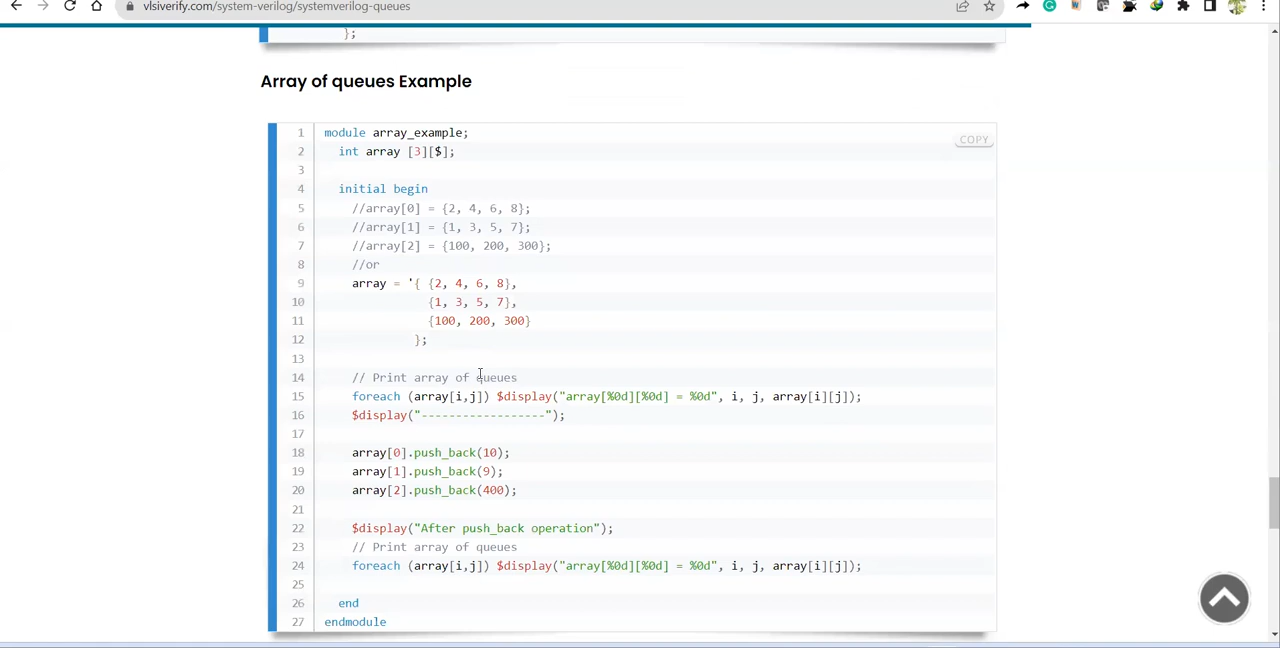 vlsiverify.com/system-verilog/systemverilog-queues
};
Array of queues Example
COPY
1 module array_example;
2 int array [3][$];
3
4 initial begin
5 //array[0] = {2, 4, 6, 8};
6 //array[1] = {1, 3, 5, 7};
7 //array[2] = {100, 200, 300};
8 //or
9 array = '{ {2, 4, 6, 8},
10 {1, 3, 5, 7},
11 {100, 200, 300}
12 };
13
14 // Print array of queues
15 foreach (array[i,j]) $display("array[%0d][%0d] = %0d", i, j, array[i][j]);
16 $display("------------------");
17
18 array[0].push_back(10);
19 array[1].push_back(9);
20 array[2].push_back(400);
21
22 $display("After push_back operation");
23 // Print array of queues
24 foreach (array[i,j]) $display("array[%0d][%0d] = %0d", i, j, array[i][j]);
25
26 end
27 endmodule